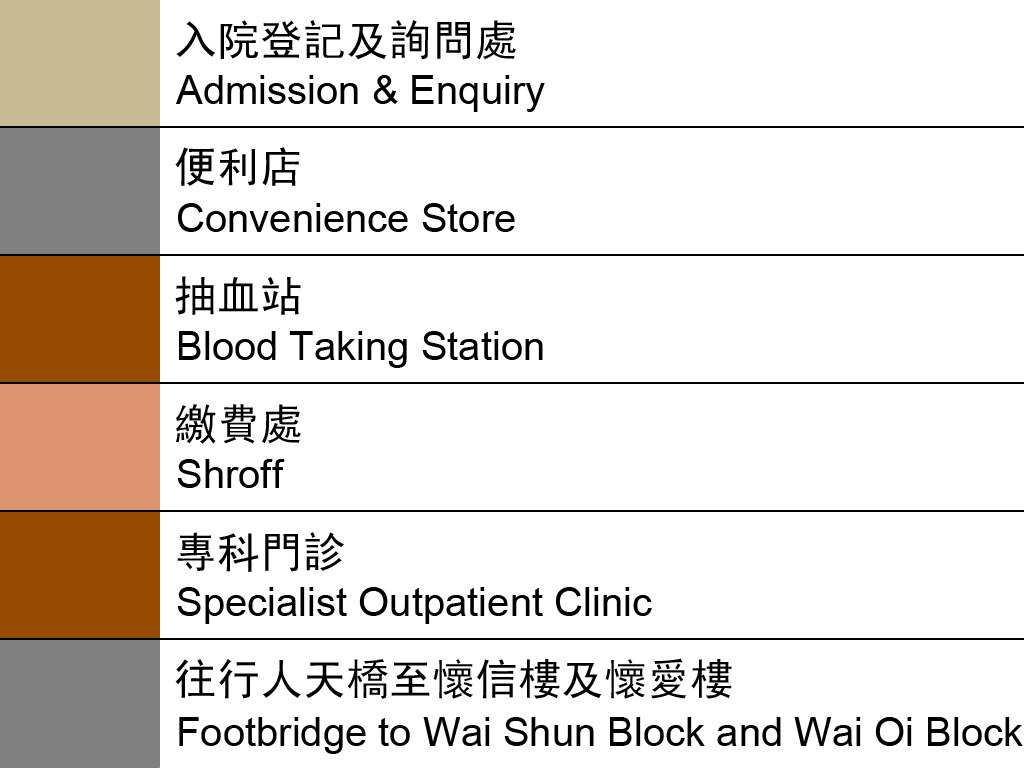 入院登記及詢問處
Admission & Enquiry
便利店
Convenience Store
抽血站
Blood Taking Station
繳費處
Shroff
專科門診
Specialist Outpatient Clinic
往行人天橋至懷信樓及懷愛樓
Footbridge to Wai Shun Block and Wai Oi Block